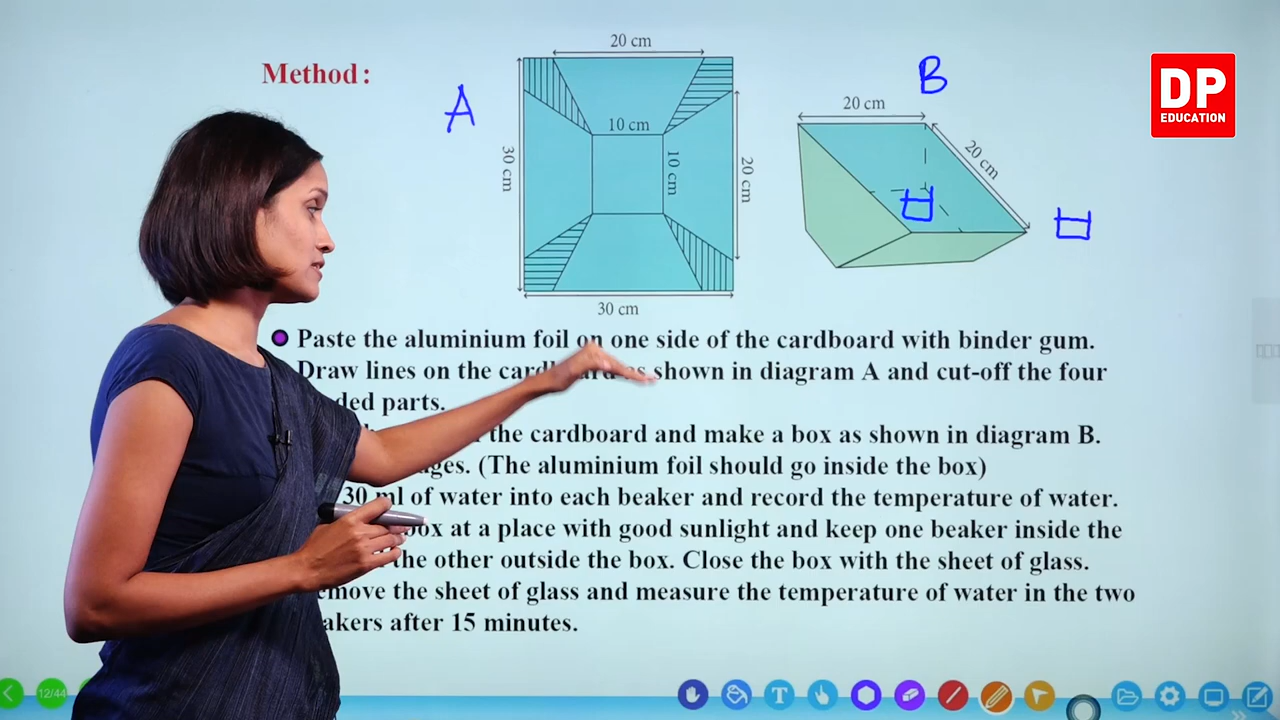 Method :
A
B
DP
EDUCATION
20 cm
10 cm
10 cm
30 cm
20 cm
30 cm
20 cm
20 cm
Paste the aluminium foil on one side of the cardboard with binder gum.
Draw lines on the shown in diagram A and cut-off the four
parts.
the cardboard and make a box as shown in diagram B.
(The aluminium foil should go inside the box)
30 ml of water into each beaker and record the temperature of water.
box at a place with good sunlight and keep one beaker inside the
the other outside the box. Close the box with the sheet of glass.
the sheet of glass and measure the temperature of water in the two
after 15 minutes.
12/44